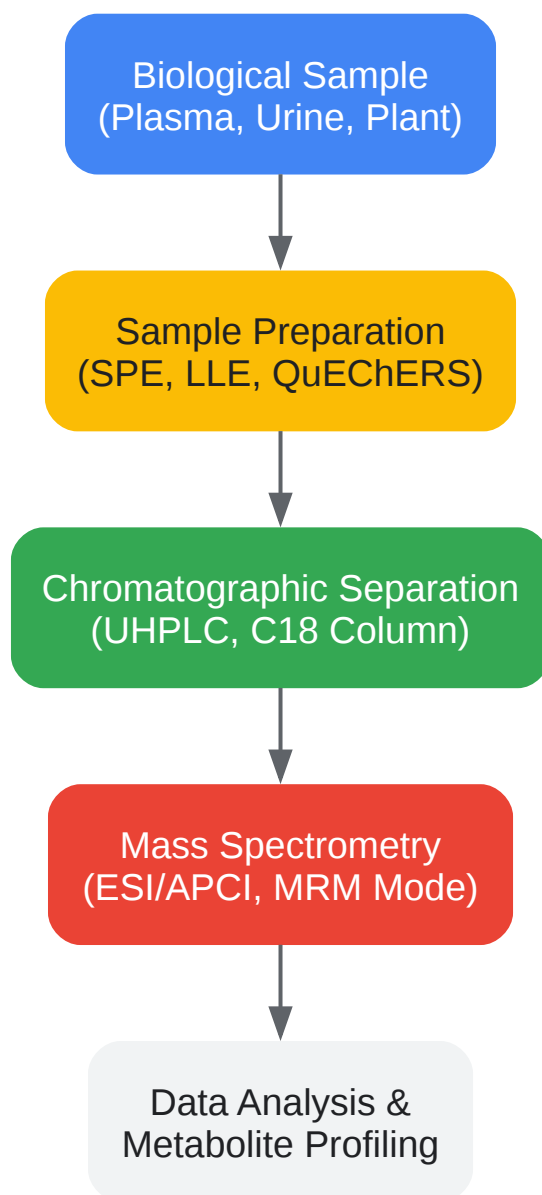 Biological Sample
(Plasma, Urine, Plant)
Sample Preparation
(SPE, LLE, QuEChERS)
Chromatographic Separation
(UHPLC, C18 Column)
Mass Spectrometry
(ESI/APCI, MRM Mode)
Data Analysis &
Metabolite Profiling